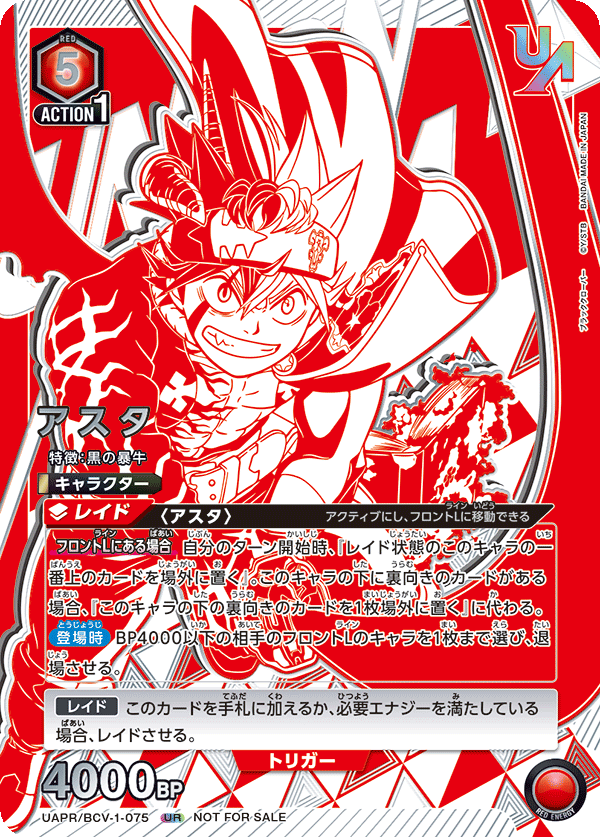 RED
5
ACTION 1
UA
ブラッククローバー ©Y/STB BANDAI MADE IN JAPAN
アスタ
特徴:黒の暴牛
キャラクター
レイド 〈アスタ〉 アクティブにし、フロントLに移動できる
フロントLにある場合 自分のターン開始時、『レイド状態のこのキャラの一
番上のカードを場外に置く』。このキャラの下に裏向きのカードがある
場合、『このキャラの下の裏向きのカードを1枚場外に置く』に代わる。
登場時 BP4000以下の相手のフロントLのキャラを1枚まで選び、退
場させる。
レイド このカードを手札に加えるか、必要エナジーを満たしている
場合、レイドさせる。
トリガー
4000BP
UAPR/BCV-1-075 UR NOT FOR SALE
RED ENERGY